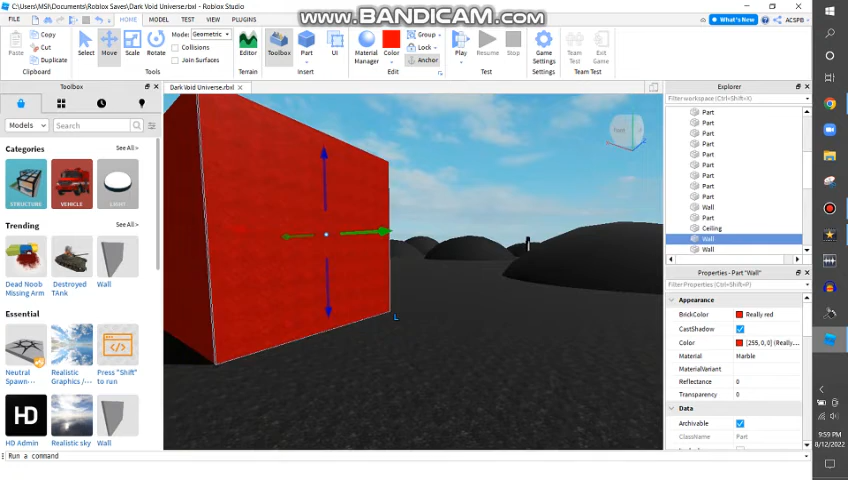 C:\Users\MSI\Documents\Roblox Saves\Dark Void Universe.rbxl - Roblox Studio
www.BANDICAM.com
FILE HOME MODEL TEST VIEW PLUGINS What's New ACSPB
Paste Copy Cut Duplicate Clipboard
Select Move Scale Rotate Mode: Geometric Collisions Join Surfaces Tools
Editor Terrain
Toolbox Part UI Insert
Material Manager Color Group Lock Anchor Edit
Play Resume Stop Test
Game Settings Settings
Team Test Exit Game Team Test
Toolbox
Dark Void Universe.rbxl
Explorer
Filter workspace (Ctrl+Shift+X)
Models Search
Categories See All >
STRUCTURE VEHICLE LIGHT
Trending See All >
Dead Noob Missing Arm
Destroyed TAnk
Wall
Essential See All >
Neutral Spawn...
Realistic Graphics /...
Press "Shift" to run
HD
HD Admin Realistic sky Wall
L
Part
Part
Part
Part
Part
Part
Part
Part
Part
Wall
Part
Ceiling
Wall
Wall
Properties - Part "Wall"
Filter Properties (Ctrl+Shift+P)
Appearance
BrickColor Really red
CastShadow
Color [255, 0, 0] (Really...
Material Marble
MaterialVariant
Reflectance 0
Transparency 0
Data
Archivable
ClassName Part
Run a command
9:59 PM
8/12/2022